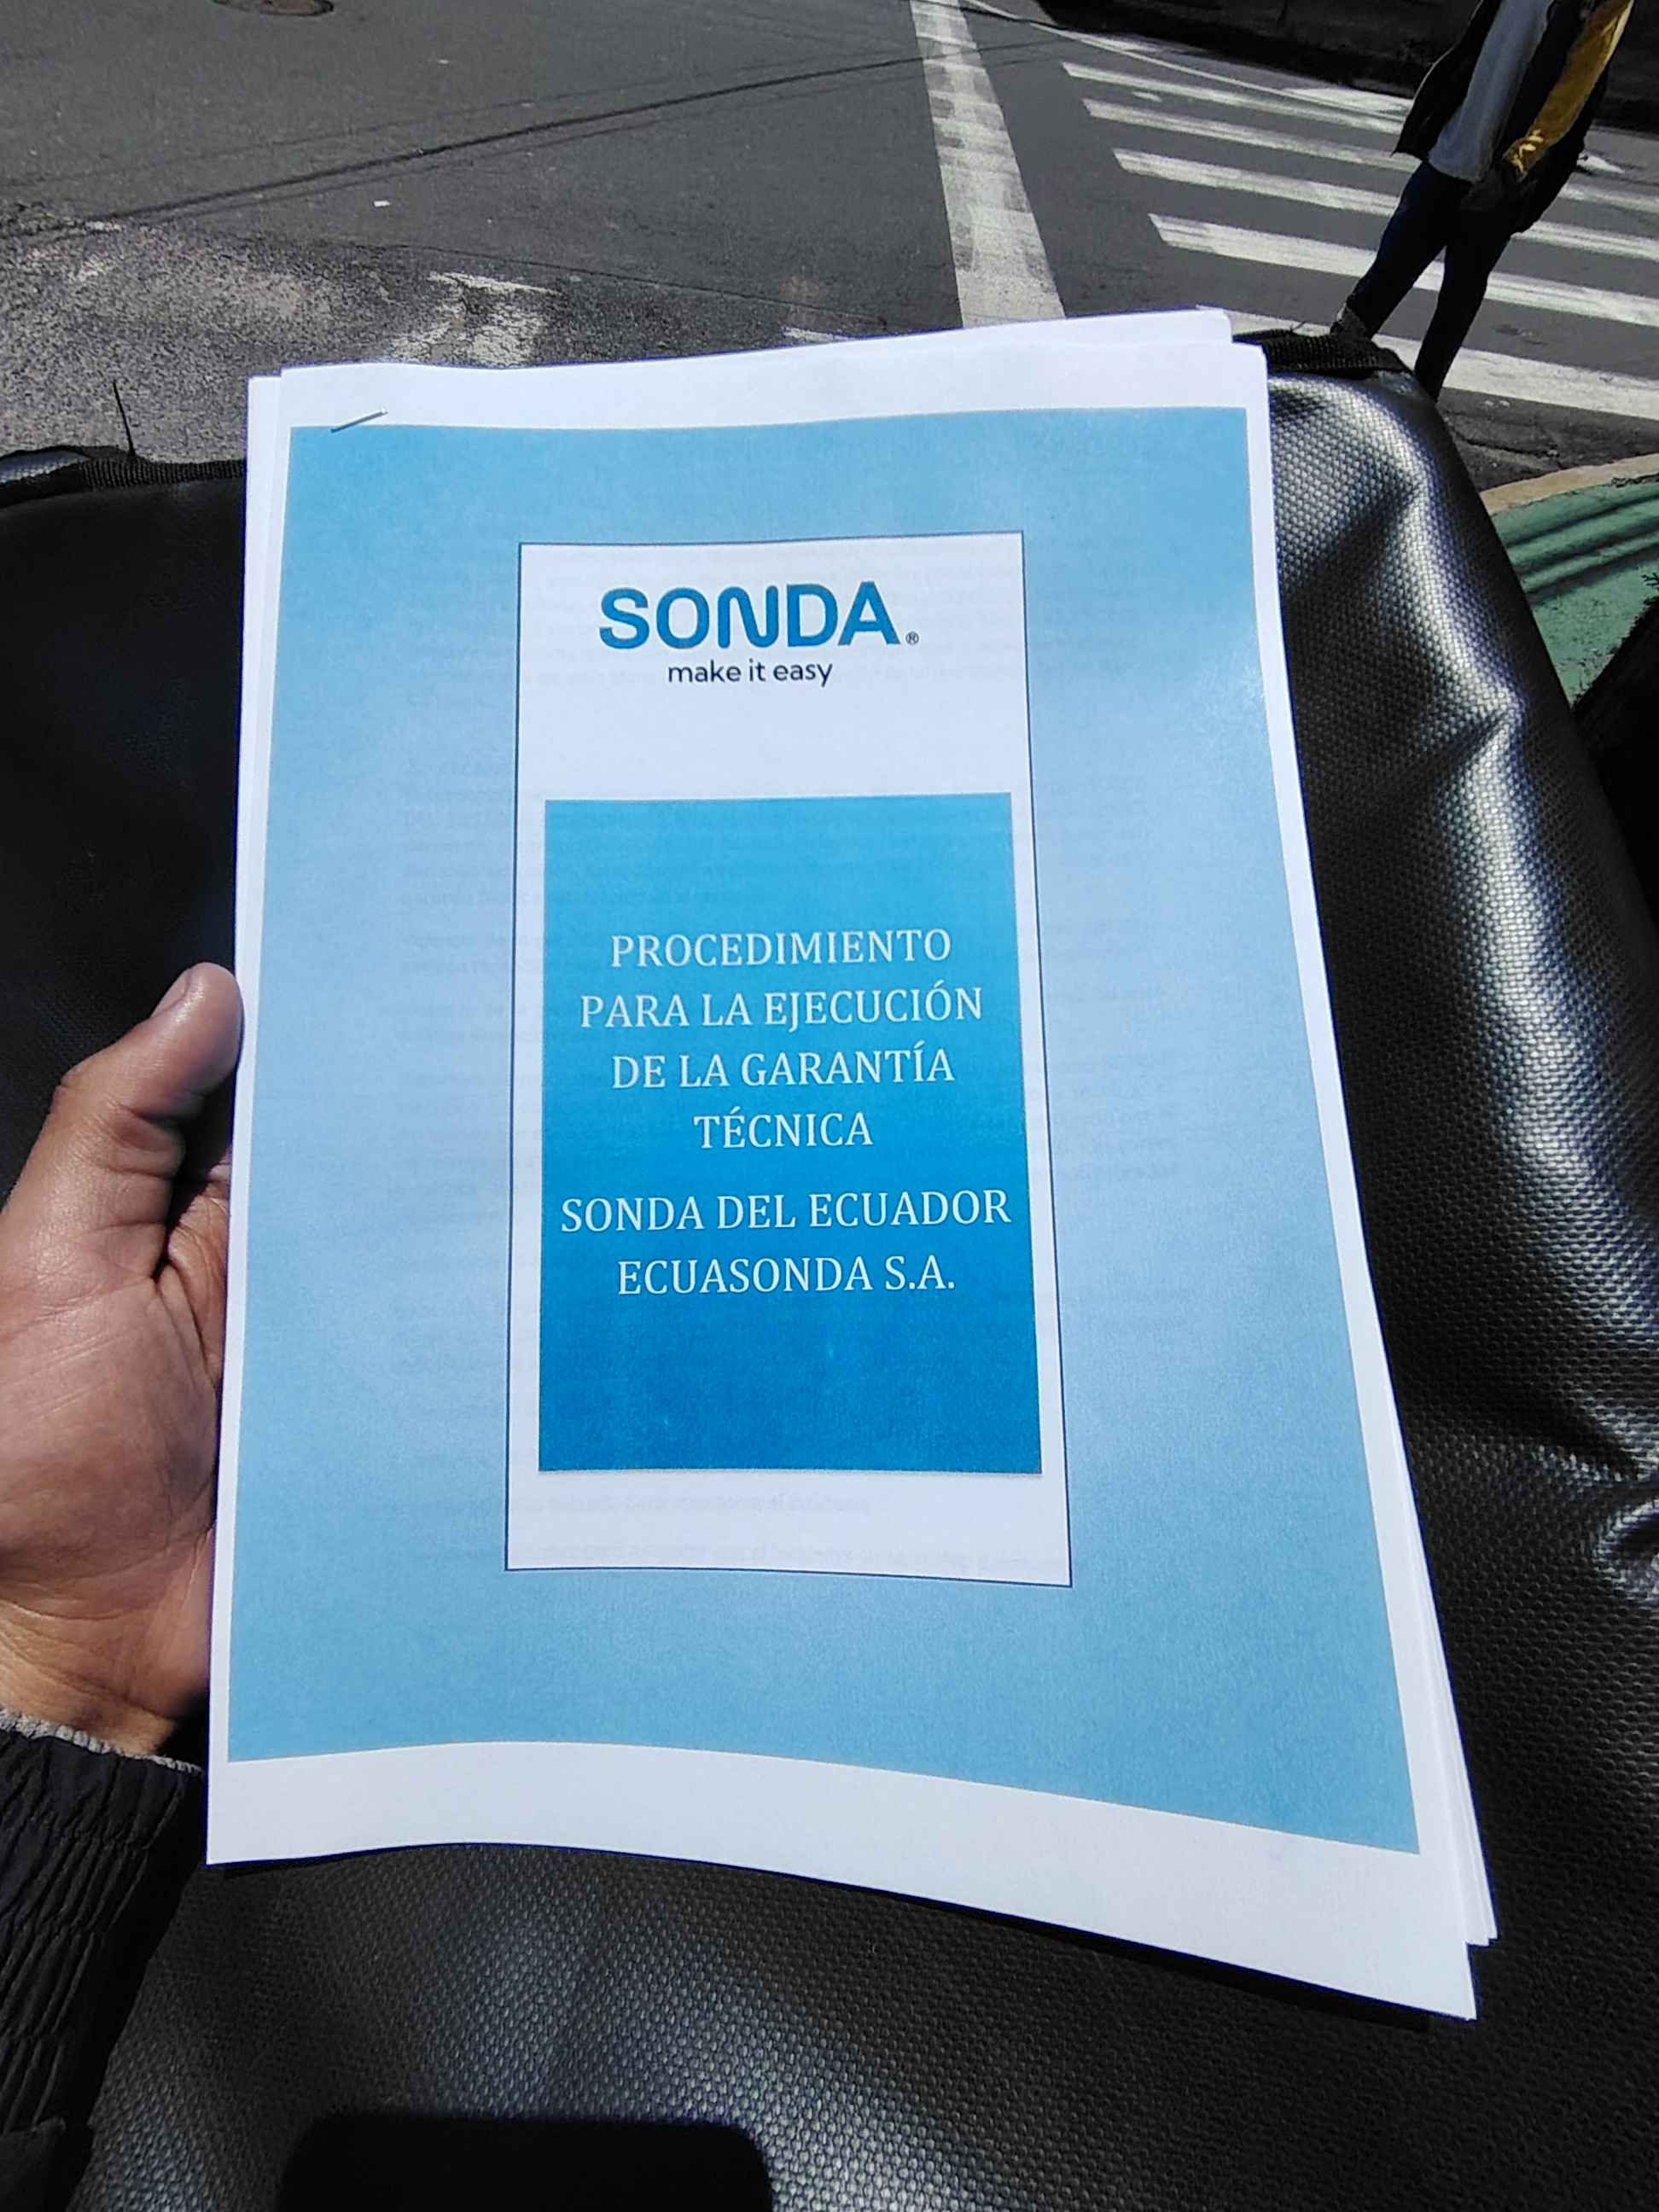 SONDA®
make it easy
PROCEDIMIENTO
PARA LA EJECUCIÓN
DE LA GARANTÍA
TÉCNICA
SONDA DEL ECUADOR
ECUASONDA S.A.